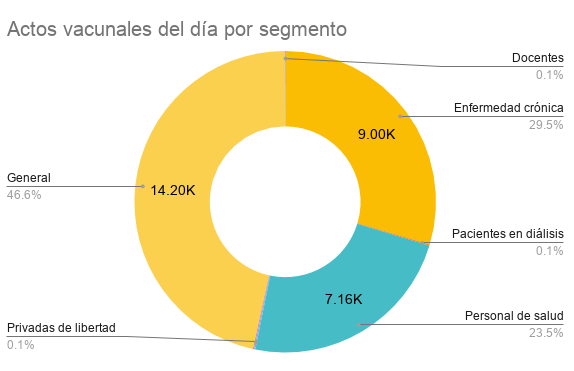 Actos vacunales del día por segmento
Docentes
0.1%
Enfermedad crónica
29.5%
9.00K
General
46.6%
14.20K
Pacientes en diálisis
0.1%
7.16K
Personal de salud
23.5%
Privadas de libertad
0.1%